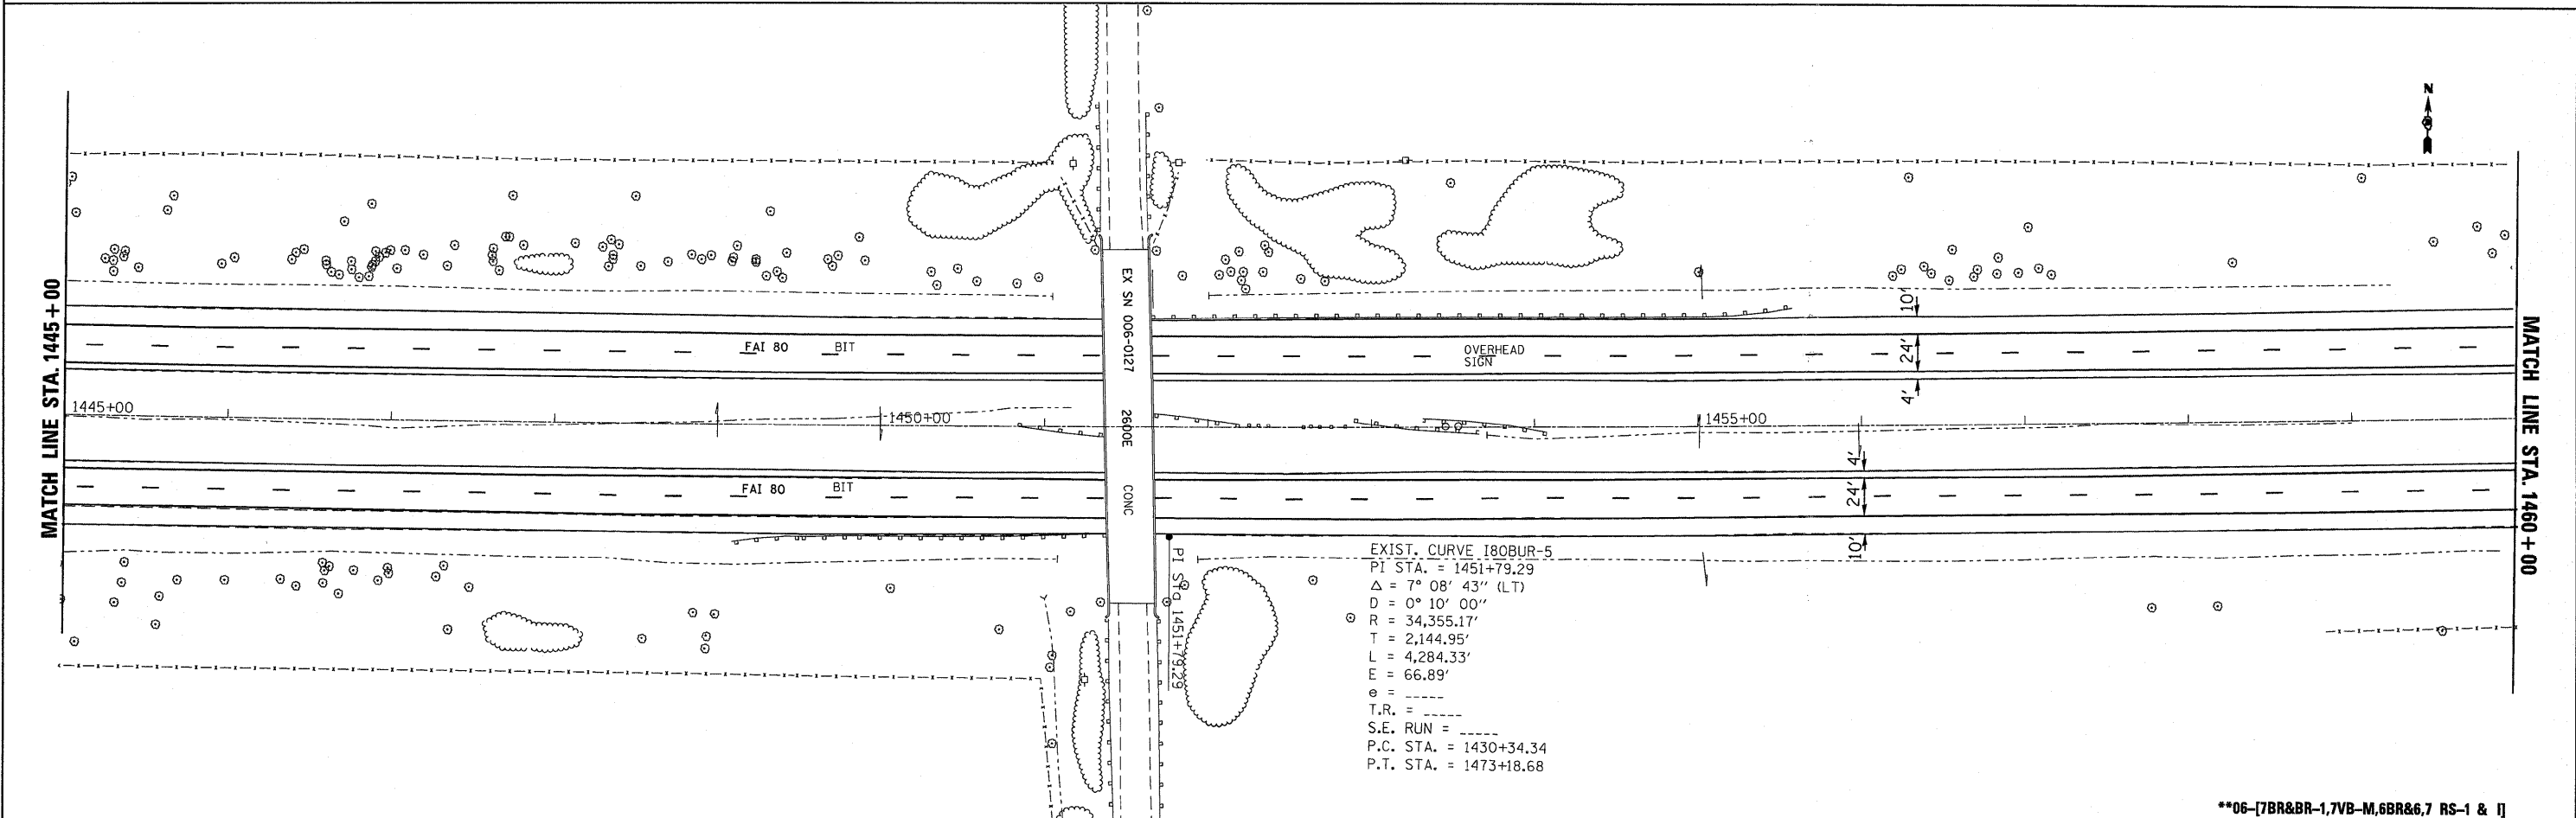 N
MATCH LINE STA. 1445+00
MATCH LINE STA. 1460+00
EX SN 006-0127
2600E
CONC
10'
FAI 80
BIT
OVERHEAD
SIGN
24'
4'
1445+00
1450+00
1455+00
4'
FAI 80
BIT
24'
10'
PI Sta 1451+79.29
EXIST. CURVE I80BUR-5
PI STA. = 1451+79.29
Δ = 7° 08' 43" (LT)
D = 0° 10' 00"
R = 34,355.17'
T = 2,144.95'
L = 4,284.33'
E = 66.89'
e = -----
T.R. = -----
S.E. RUN = -----
P.C. STA. = 1430+34.34
P.T. STA. = 1473+18.68
**06-[7BR&BR-1,7VB-M,6BR&6,7 RS-1 & I]